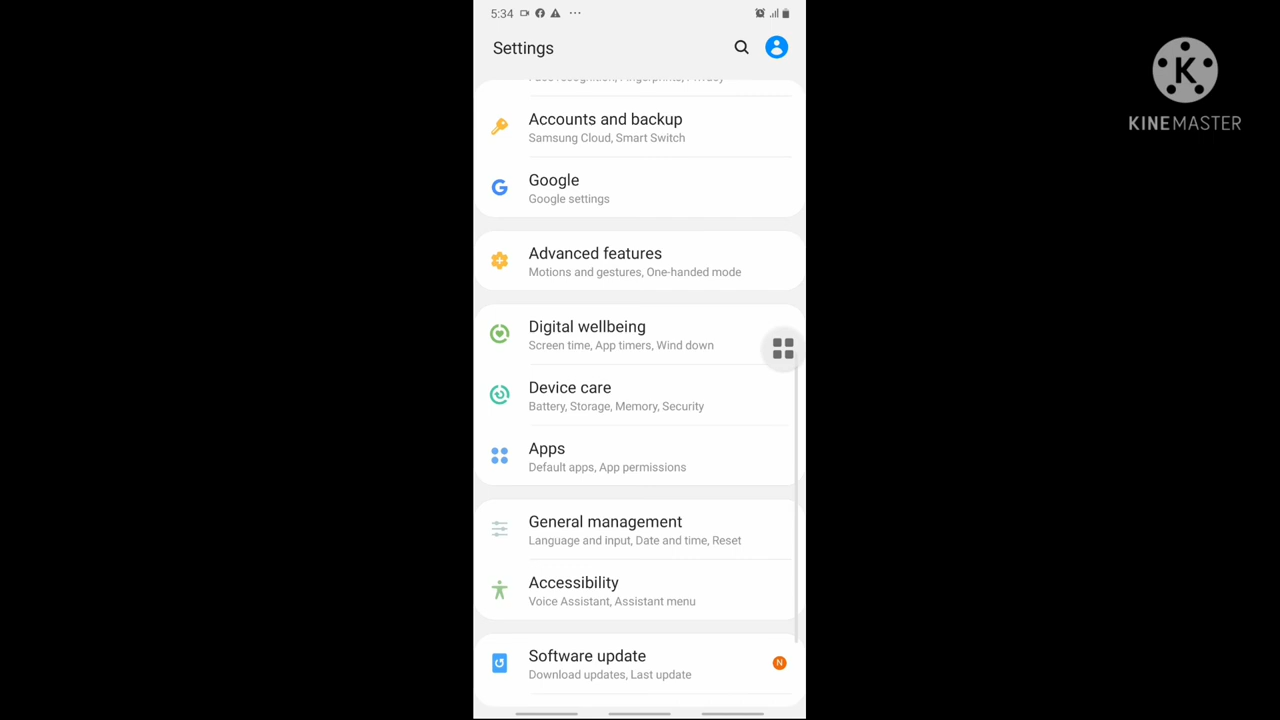 5:34
Settings
KINEMASTER
Accounts and backup
Samsung Cloud, Smart Switch
Google
Google settings
Advanced features
Motions and gestures, One-handed mode
Digital wellbeing
Screen time, App timers, Wind down
Device care
Battery, Storage, Memory, Security
Apps
Default apps, App permissions
General management
Language and input, Date and time, Reset
Accessibility
Voice Assistant, Assistant menu
Software update
N
Download updates, Last update